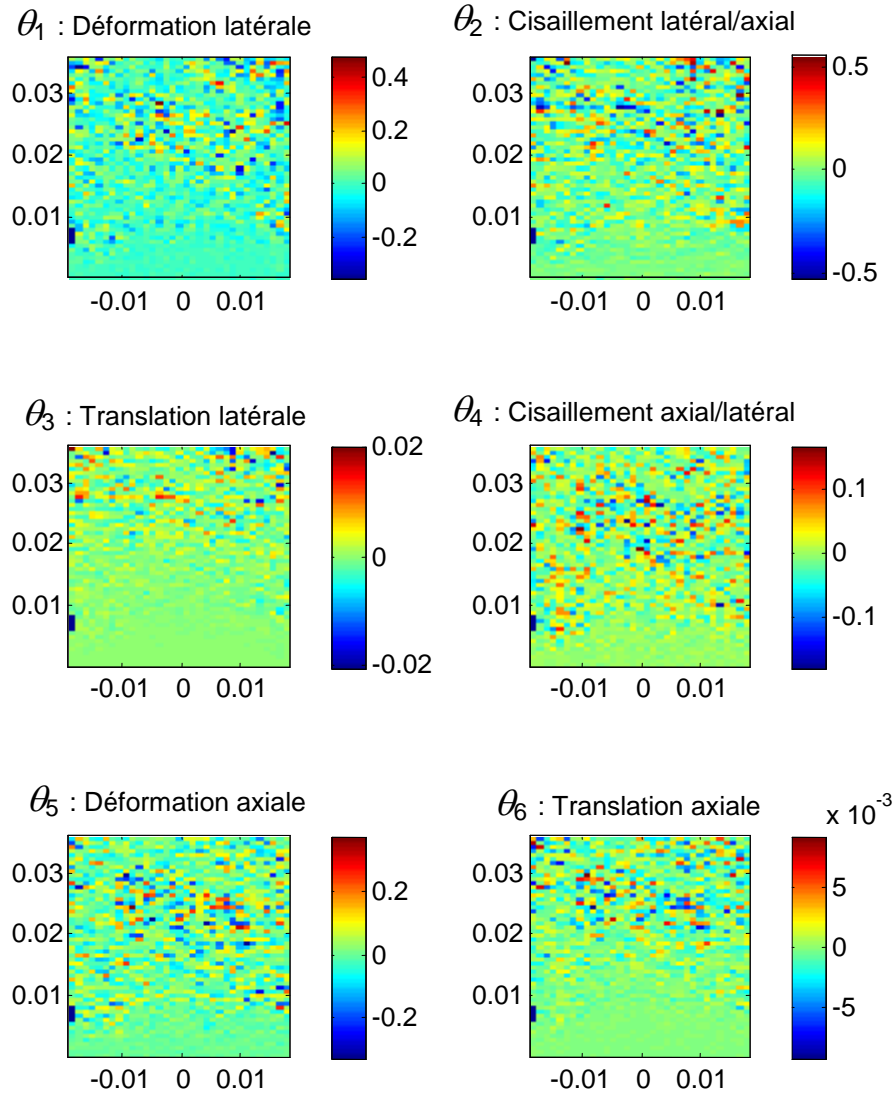 θ1 : Déformation latérale
θ2 : Cisaillement latéral/axial
0.03
0.02
0.01
-0.01 0 0.01
0.4
0.2
0
-0.2
0.03
0.02
0.01
-0.01 0 0.01
0.5
0
-0.5
θ3 : Translation latérale
θ4 : Cisaillement axial/latéral
0.03
0.02
0.01
-0.01 0 0.01
0.02
0
-0.02
0.03
0.02
0.01
-0.01 0 0.01
0.1
0
-0.1
θ5 : Déformation axiale
θ6 : Translation axiale
0.03
0.02
0.01
-0.01 0 0.01
0.2
0
-0.2
0.03
0.02
0.01
-0.01 0 0.01
x 10-3
5
0
-5